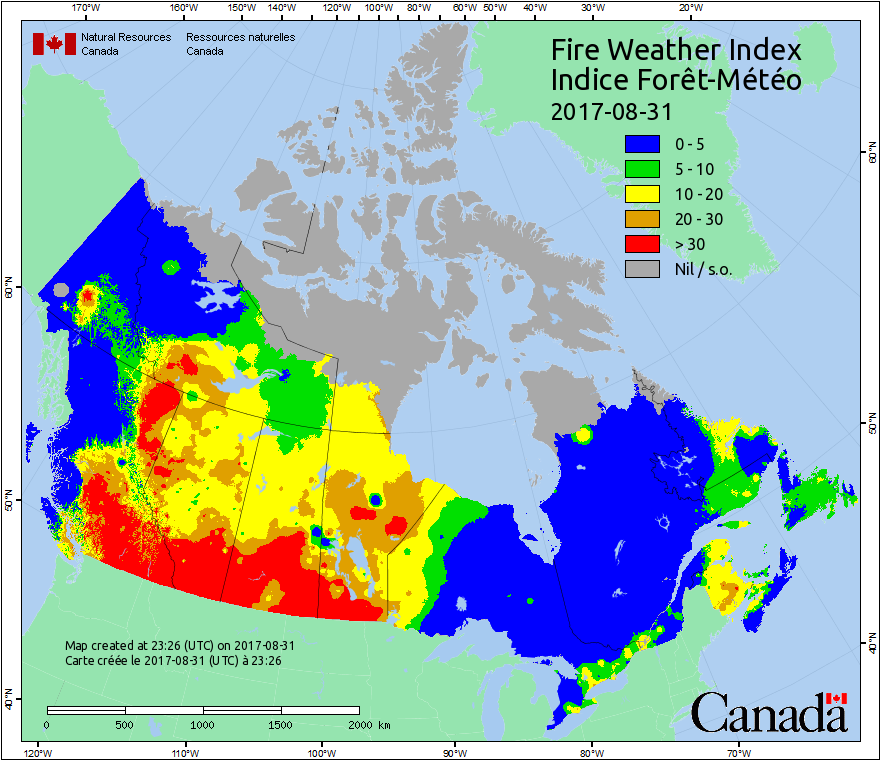 170°W 160°W 150°W 140°W 120°W 100°W 80°W 60°W 50°W 40°W 30°W 20°W
Natural Resources Ressources naturelles
Canada Canada
Fire Weather Index
Indice Forêt-Météo
2017-08-31
0 - 5
5 - 10
10 - 20
20 - 30
> 30
Nil / s.o.
60°N
60°N
50°N
50°N
40°N
40°N
Map created at 23:26 (UTC) on 2017-08-31
Carte créée le 2017-08-31 (UTC) à 23:26
0 500 1000 1500 2000 km
Canada
120°W 110°W 100°W 90°W 80°W 70°W